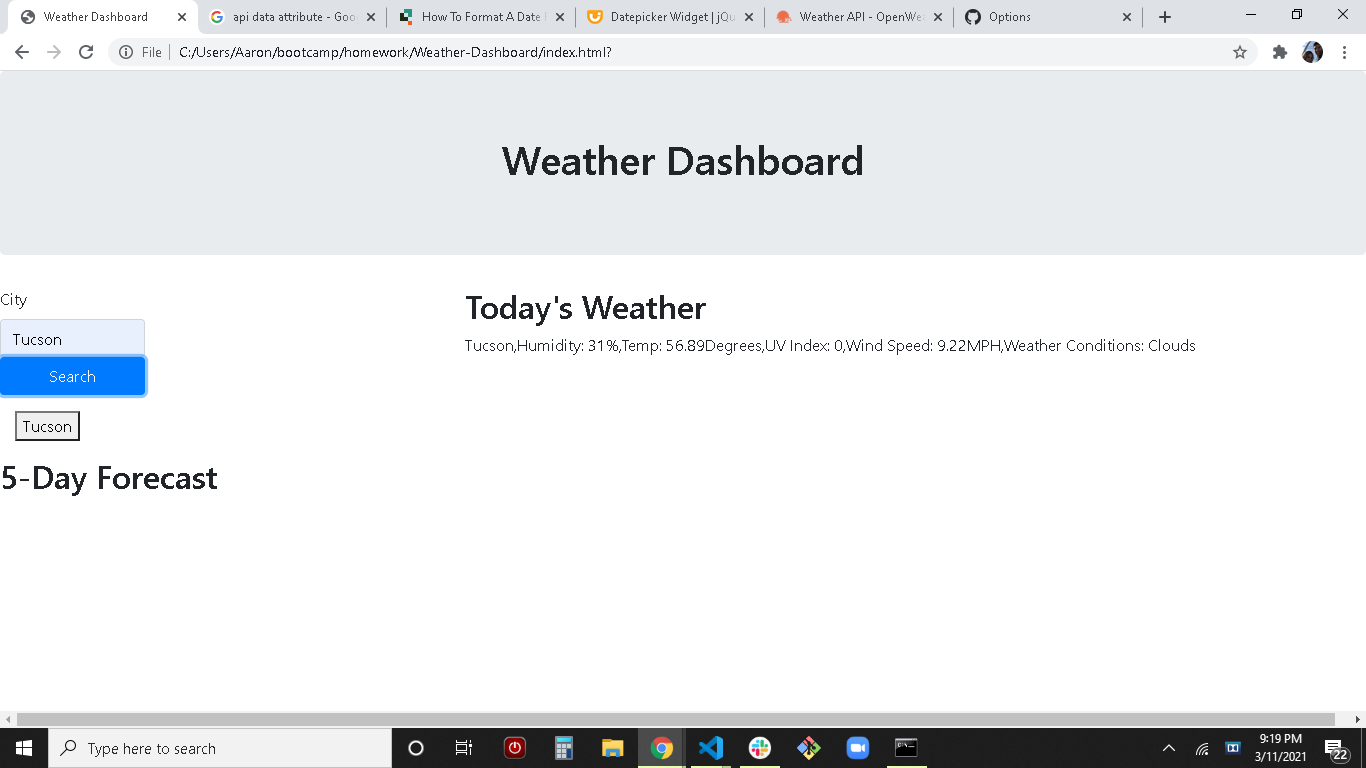 Weather Dashboard
api data attribute - Goo
How To Format A Date
Datepicker Widget | jQu
Weather API - OpenWea
Options
File
C:/Users/Aaron/bootcamp/homework/Weather-Dashboard/index.html?
Weather Dashboard
City
Tucson
Search
Tucson
Today's Weather
Tucson,Humidity: 31%,Temp: 56.89Degrees,UV Index: 0,Wind Speed: 9.22MPH,Weather Conditions: Clouds
5-Day Forecast
Type here to search
9:19 PM
3/11/2021
22